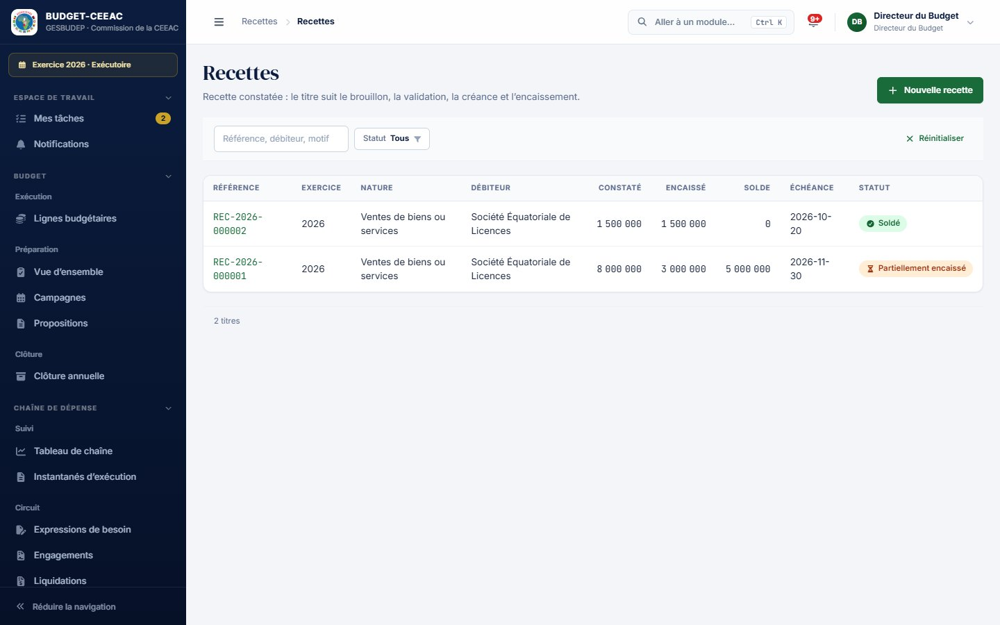 BUDGET-CEEAC
GESBUDEP · Commission de la CEEAC
Exercice 2026 · Exécutoire
ESPACE DE TRAVAIL
Mes tâches 2
Notifications
BUDGET
Exécution
Lignes budgétaires
Préparation
Vue d’ensemble
Campagnes
Propositions
Clôture
Clôture annuelle
CHAÎNE DE DÉPENSE
Suivi
Tableau de chaîne
Instantanés d’exécution
Circuit
Expressions de besoin
Engagements
Liquidations
Réduire la navigation
Recettes Recettes
Aller à un module... Ctrl K
9+
DB
Directeur du Budget
Directeur du Budget
Recettes
Recette constatée : le titre suit le brouillon, la validation, la créance et l’encaissement.
Nouvelle recette
Référence, débiteur, motif
Statut Tous
Réinitialiser
RÉFÉRENCE EXERCICE NATURE DÉBITEUR CONSTATÉ ENCAISSÉ SOLDE ÉCHÉANCE STATUT
REC-2026- Ventes de biens ou Société Équatoriale de 2026-10-
2026 1 500 000 1 500 000 0 Soldé
000002 services Licences 20
REC-2026- Ventes de biens ou Société Équatoriale de 2026-11-
2026 8 000 000 3 000 000 5 000 000 Partiellement encaissé
000001 services Licences 30
2 titres